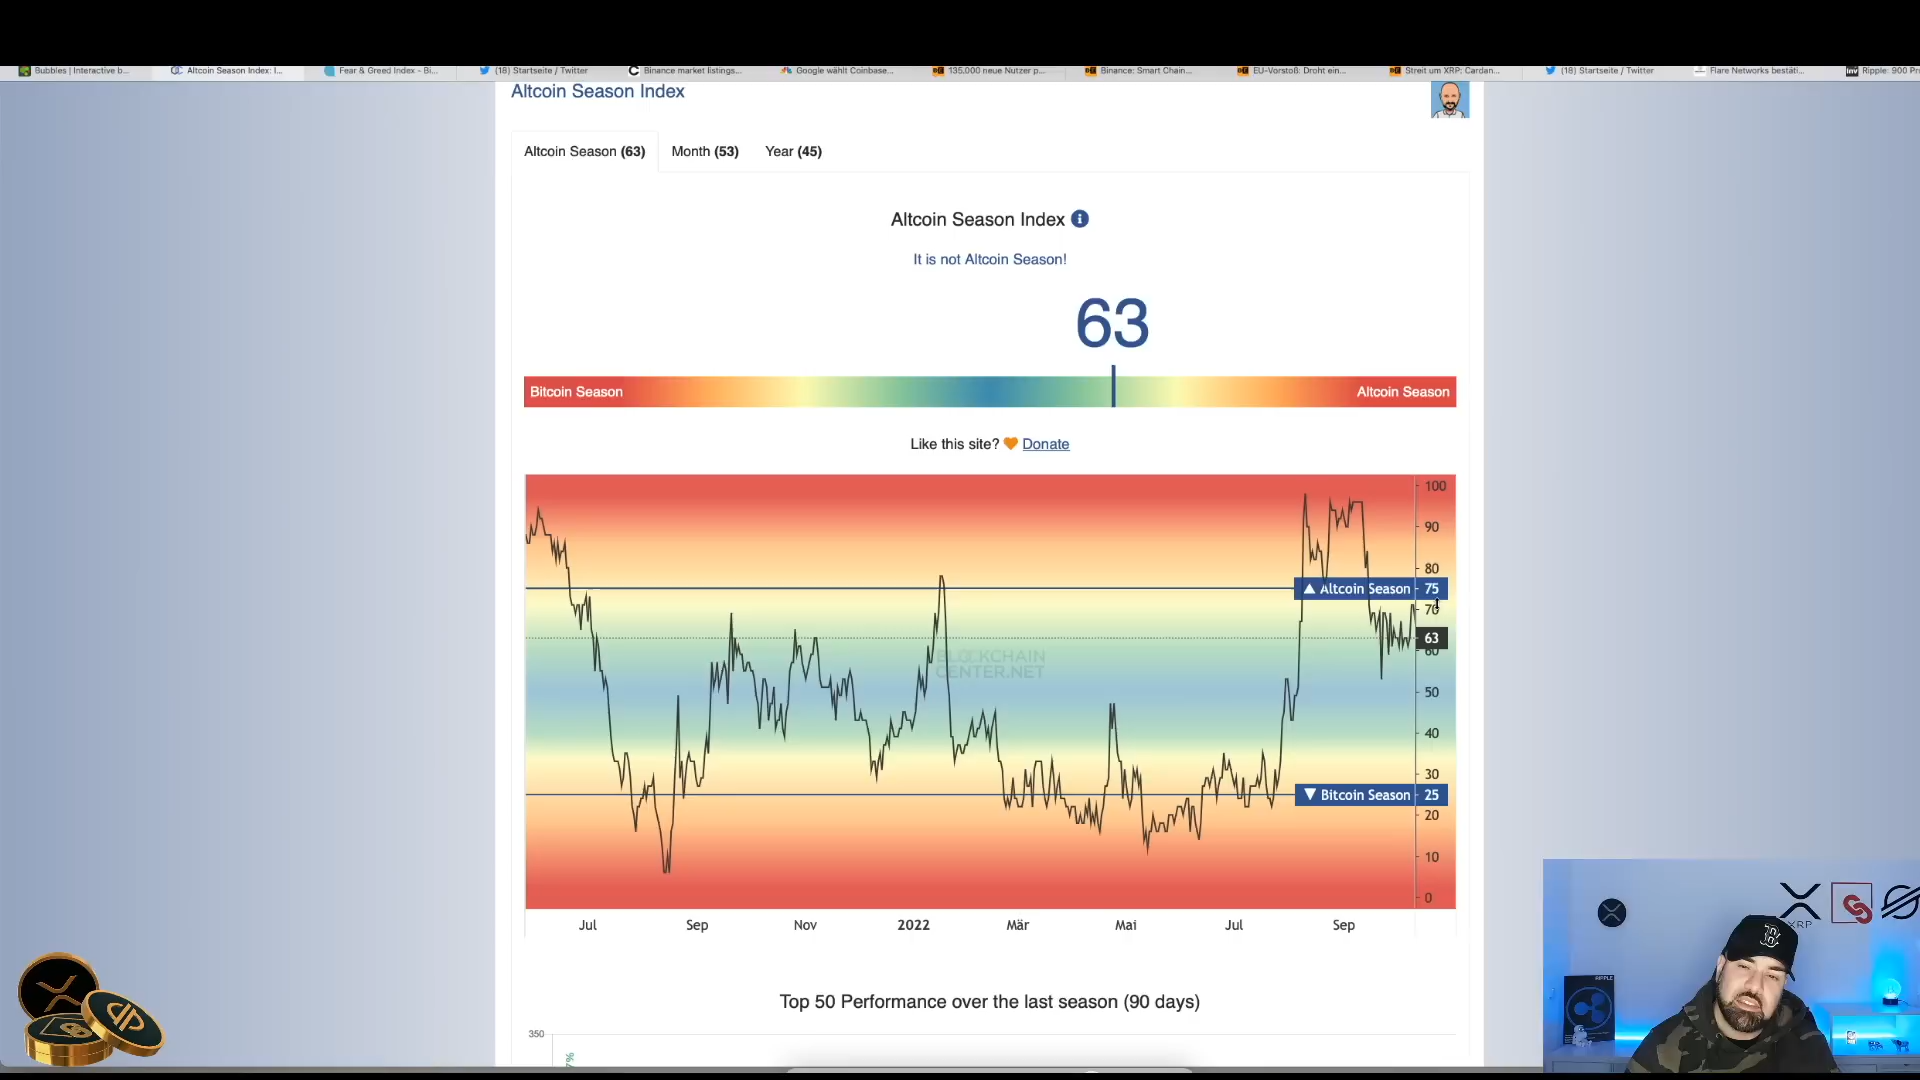 Bubbles | Interactive b...
Altcoin Season Index: I...
Fear & Greed Index - Bi...
(18) Startseite / Twitter
Binance market listings...
Google wählt Coinbase...
135.000 neue Nutzer p...
Binance: Smart Chain...
EU-Vorstoß: Droht ein...
Streit um XRP: Cardan...
(18) Startseite / Twitter
Flare Networks bestäti...
inv Ripple: 900 Pr
Altcoin Season Index
Altcoin Season (63) Month (53) Year (45)
Altcoin Season Index
It is not Altcoin Season!
63
Bitcoin Season Altcoin Season
Like this site? Donate
100
90
80
▲ Altcoin Season 75
70
63
60
BLOCKCHAIN
CENTER.NET
50
40
30
▼ Bitcoin Season 25
20
10
0
Jul Sep Nov 2022 Mär Mai Jul Sep
Top 50 Performance over the last season (90 days)
350
7%
XRP
RIPPLE
B